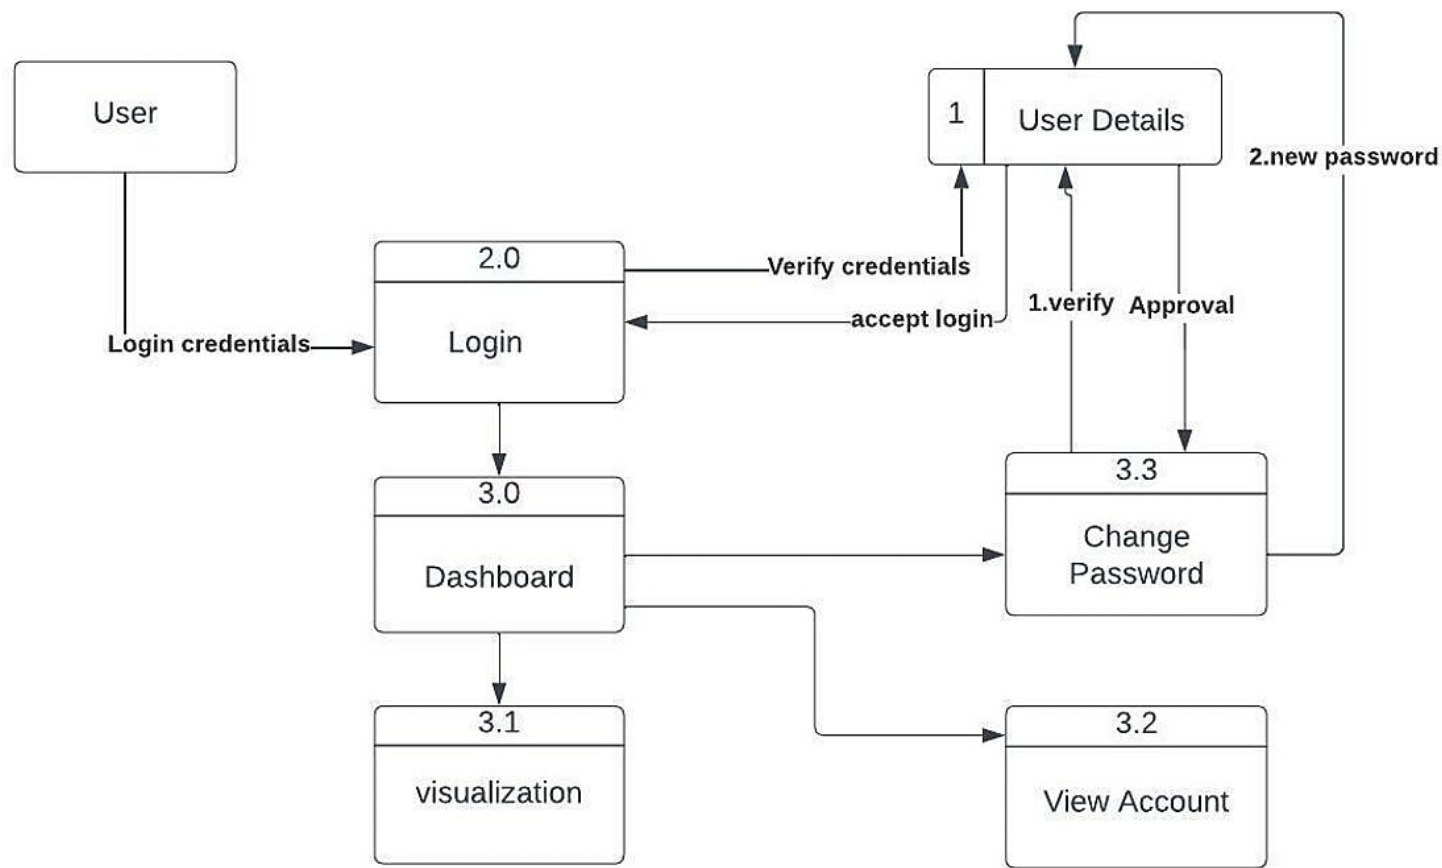 User
1
User Details
2.new password
2.0
Login
Verify credentials
accept login
1.verify
Approval
Login credentials
3.0
Dashboard
3.3
Change
Password
3.1
visualization
3.2
View Account